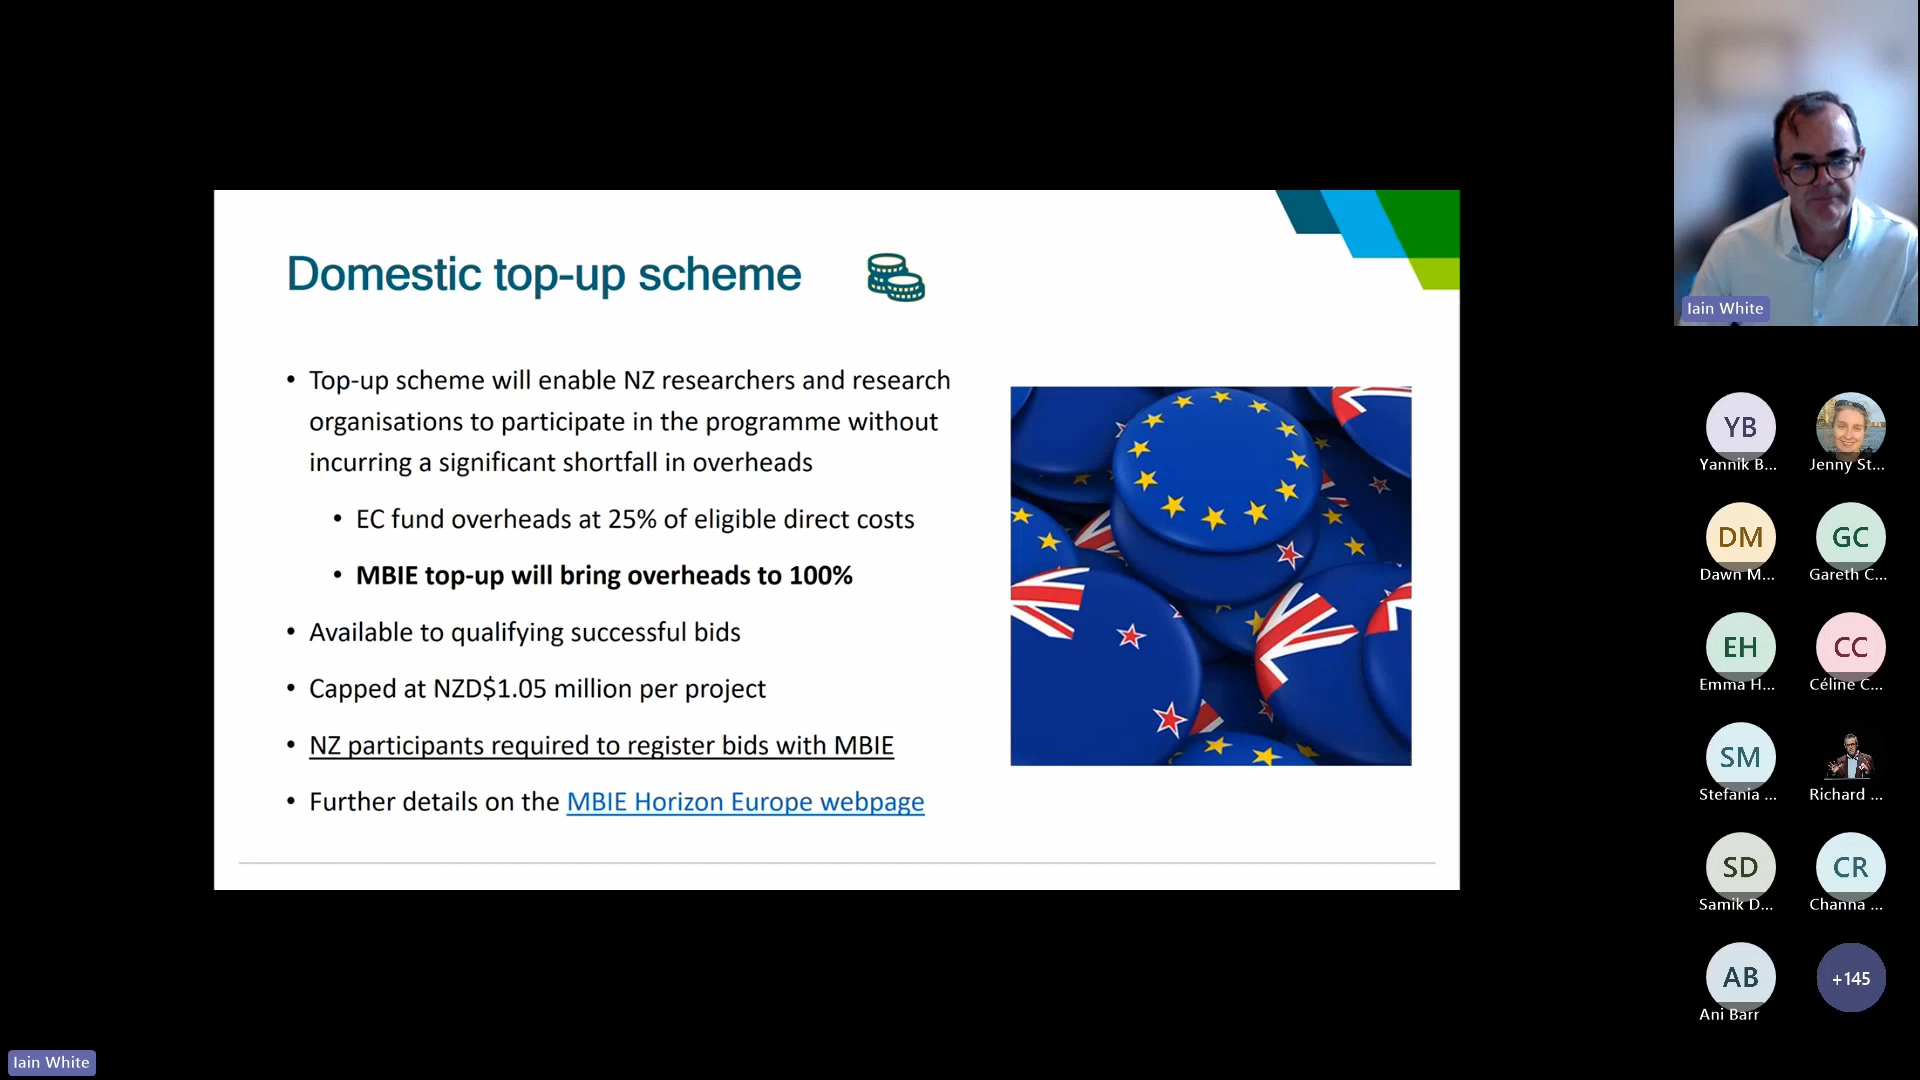 Domestic top-up scheme
• Top-up scheme will enable NZ researchers and research
organisations to participate in the programme without
incurring a significant shortfall in overheads
• EC fund overheads at 25% of eligible direct costs
• MBIE top-up will bring overheads to 100%
• Available to qualifying successful bids
• Capped at NZD$1.05 million per project
• NZ participants required to register bids with MBIE
• Further details on the MBIE Horizon Europe webpage
Iain White
YB
Yannik B...
Jenny St...
DM
Dawn M...
GC
Gareth C...
EH
Emma H...
CC
Céline C...
SM
Stefania ...
Richard ...
SD
Samik D...
CR
Channa ...
AB
Ani Barr
+145
Iain White